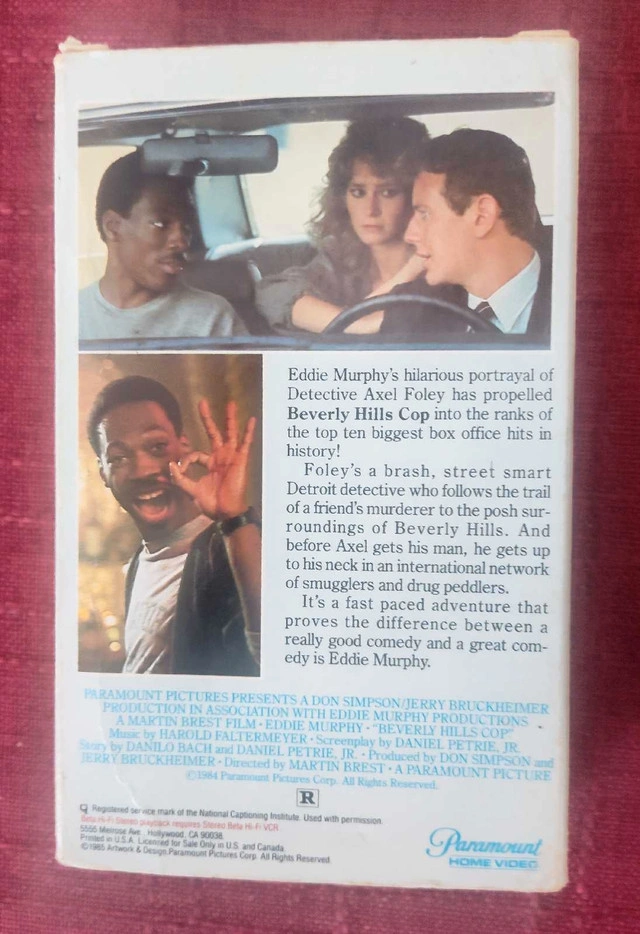 Eddie Murphy's hilarious portrayal of
Detective Axel Foley has propelled
Beverly Hills Cop into the ranks of
the top ten biggest box office hits in
history!
Foley's a brash, street smart
Detroit detective who follows the trail
of a friend's murderer to the posh sur-
roundings of Beverly Hills. And
before Axel gets his man, he gets up
to his neck in an international network
of smugglers and drug peddlers.
It's a fast paced adventure that
proves the difference between a
really good comedy and a great com-
edy is Eddie Murphy.
PARAMOUNT PICTURES PRESENTS A DON SIMPSON/JERRY BRUCKHEIMER
PRODUCTION IN ASSOCIATION WITH EDDIE MURPHY PRODUCTIONS
A MARTIN BREST FILM • EDDIE MURPHY • "BEVERLY HILLS COP"
Music by HAROLD FALTERMEYER • Screenplay by DANIEL PETRIE, JR.
Story by DANILO BACH and DANIEL PETRIE, JR. • Produced by DON SIMPSON and
JERRY BRUCKHEIMER • Directed by MARTIN BREST • A PARAMOUNT PICTURE
©1984 Paramount Pictures Corp. All Rights Reserved.
R
Registered service mark of the National Captioning Institute. Used with permission.
Beta Hi-Fi Stereo playback requires Stereo Beta Hi-Fi VCR
5555 Melrose Ave., Hollywood, CA 90038
Printed in U.S.A. Licensed for Sale Only in U.S. and Canada
©1985 Artwork & Design Paramount Pictures Corp. All Rights Reserved.
Paramount
HOME VIDEO